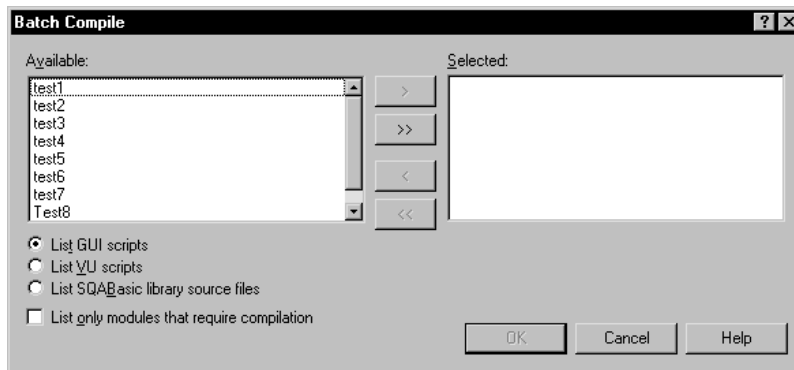 Batch Compile
Available:
Selected:
test1
test2
test3
test4
test5
test6
test7
Test8
>
>>
<
<<
List GUI scripts
List VU scripts
List SQABasic library source files
List only modules that require compilation
OK
Cancel
Help